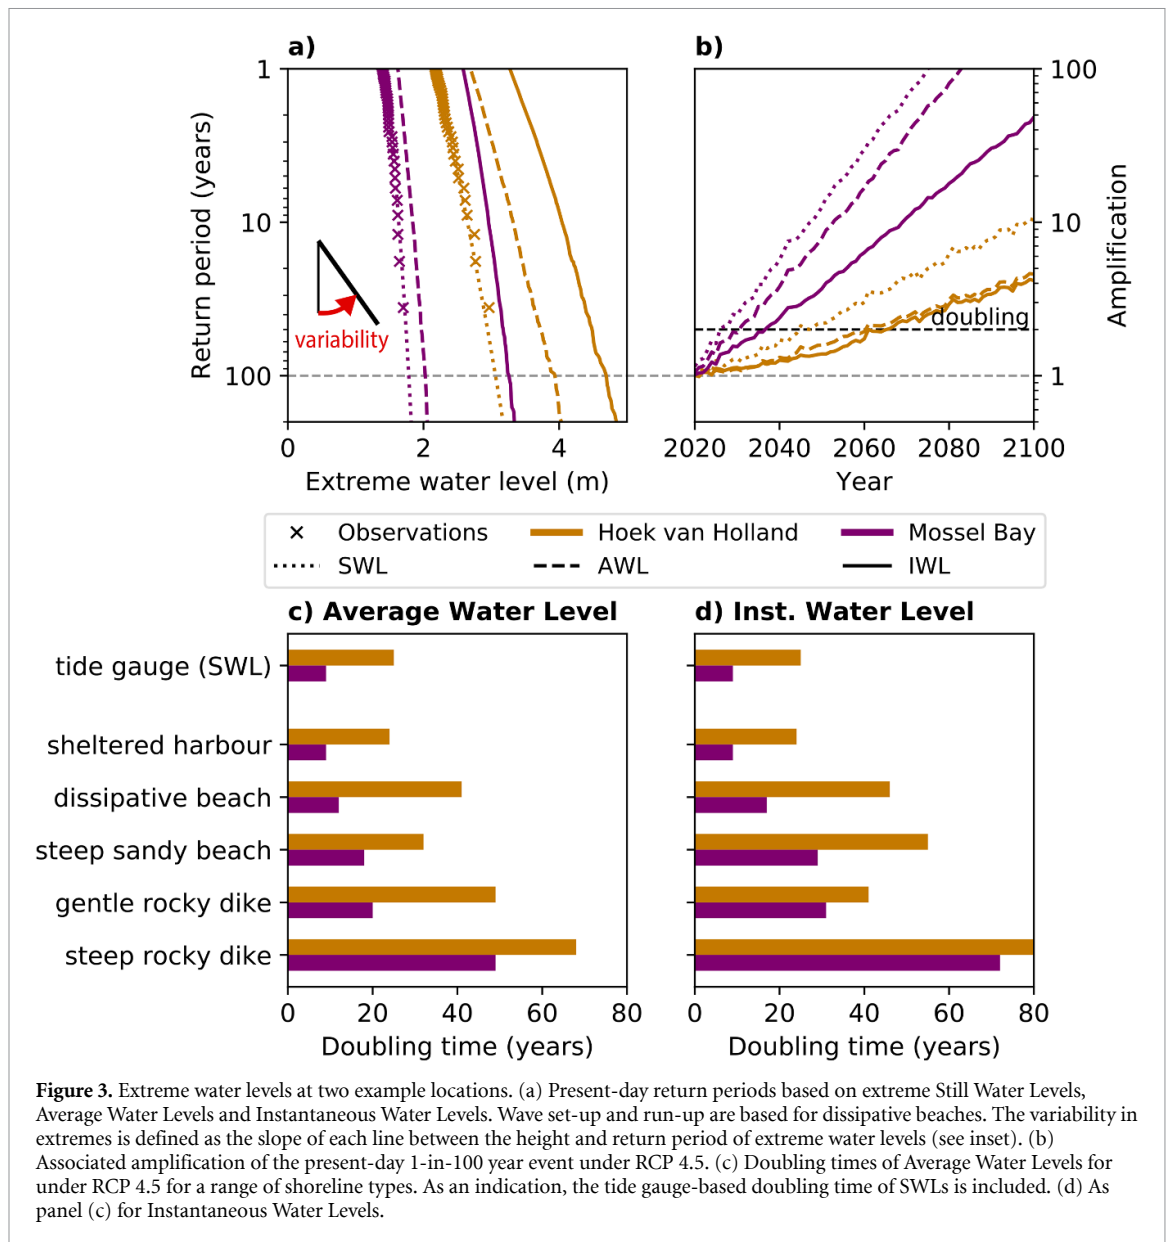 a)
b)
Return period (years)
1
10
100
variability
0
2
4
Extreme water level (m)
doubling
100
10
1
Amplification
2020
2040
2060
2080
2100
Year
Observations
Hoek van Holland
Mossel Bay
SWL
AWL
IWL
c) Average Water Level
d) Inst. Water Level
tide gauge (SWL)
sheltered harbour
dissipative beach
steep sandy beach
gentle rocky dike
steep rocky dike
0
20
40
60
80
Doubling time (years)
0
20
40
60
80
Doubling time (years)
Figure 3. Extreme water levels at two example locations. (a) Present-day return periods based on extreme Still Water Levels,
Average Water Levels and Instantaneous Water Levels. Wave set-up and run-up are based for dissipative beaches. The variability in
extremes is defined as the slope of each line between the height and return period of extreme water levels (see inset). (b)
Associated amplification of the present-day 1-in-100 year event under RCP 4.5. (c) Doubling times of Average Water Levels for
under RCP 4.5 for a range of shoreline types. As an indication, the tide gauge-based doubling time of SWLs is included. (d) As
panel (c) for Instantaneous Water Levels.